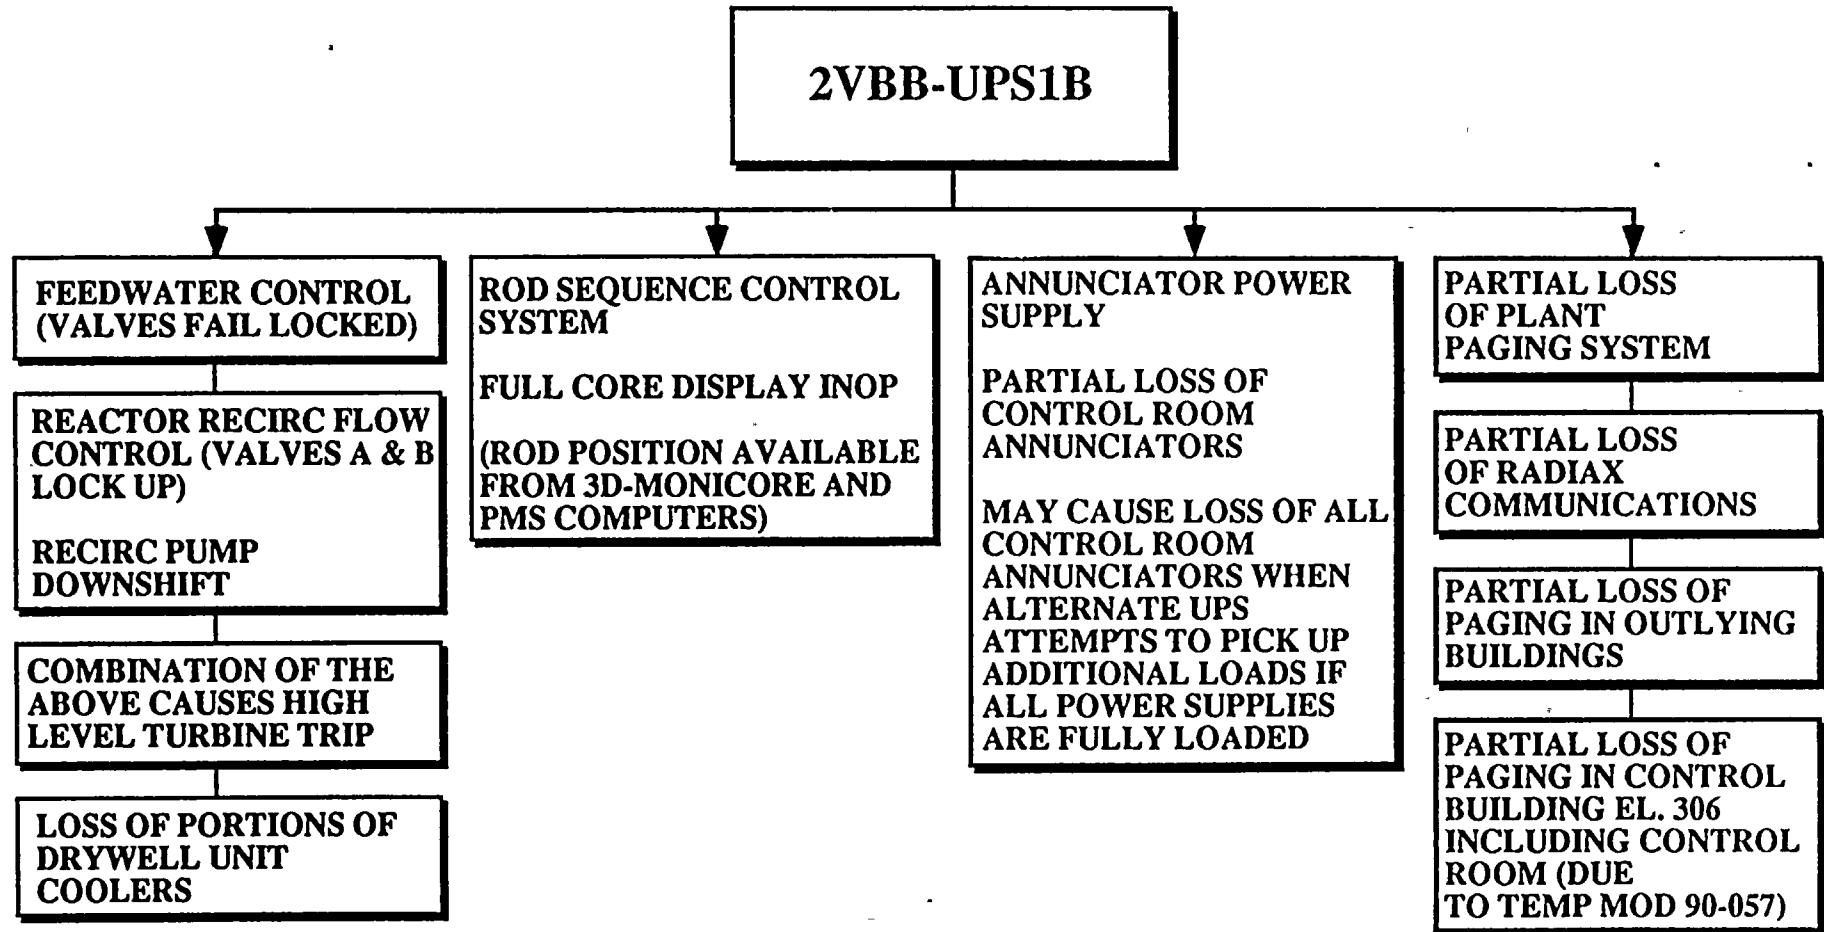 2VBB-UPS1B
FEEDWATER CONTROL
(VALVES FAIL LOCKED)
REACTOR RECIRC FLOW
CONTROL (VALVES A & B
LOCK UP)
RECIRC PUMP
DOWNSHIFT
COMBINATION OF THE
ABOVE CAUSES HIGH
LEVEL TURBINE TRIP
LOSS OF PORTIONS OF
DRYWELL UNIT
COOLERS
ROD SEQUENCE CONTROL
SYSTEM
FULL CORE DISPLAY INOP
(ROD POSITION AVAILABLE
FROM 3D-MONICORE AND
PMS COMPUTERS)
ANNUNCIATOR POWER
SUPPLY
PARTIAL LOSS OF
CONTROL ROOM
ANNUNCIATORS
MAY CAUSE LOSS OF ALL
CONTROL ROOM
ANNUNCIATORS WHEN
ALTERNATE UPS
ATTEMPTS TO PICK UP
ADDITIONAL LOADS IF
ALL POWER SUPPLIES
ARE FULLY LOADED
PARTIAL LOSS
OF PLANT
PAGING SYSTEM
PARTIAL LOSS
OF RADIAX
COMMUNICATIONS
PARTIAL LOSS OF
PAGING IN OUTLYING
BUILDINGS
PARTIAL LOSS OF
PAGING IN CONTROL
BUILDING EL. 306
INCLUDING CONTROL
ROOM (DUE
TO TEMP MOD 90-057)